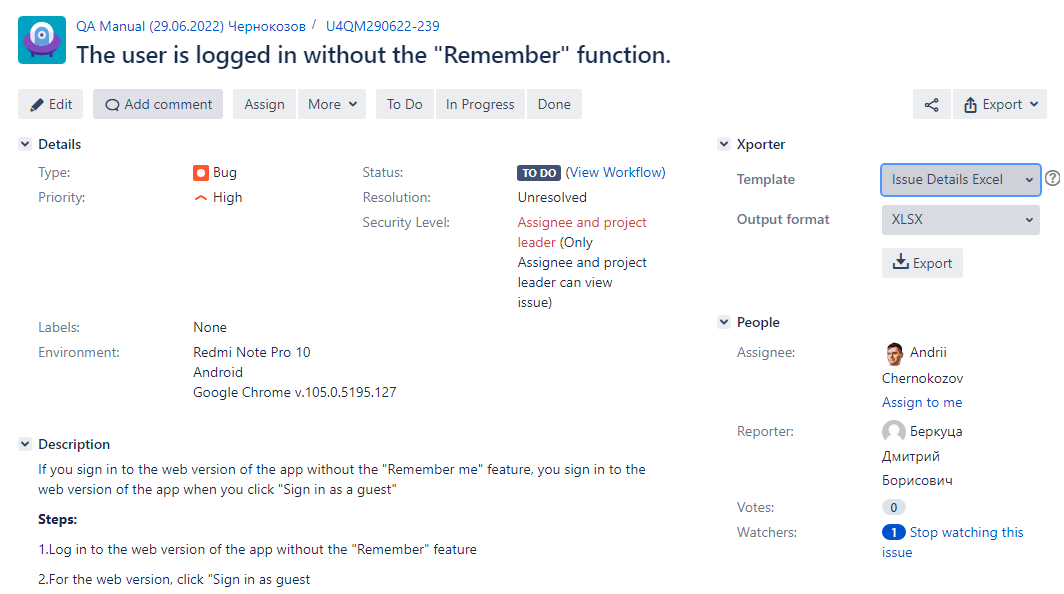 QA Manual (29.06.2022) Чернокозов / U4QM290622-239
The user is logged in without the "Remember" function.
Edit Add comment Assign More To Do In Progress Done Export
Details
Type: Bug Status: TO DO (View Workflow)
Priority: High Resolution: Unresolved
Security Level: Assignee and project
leader (Only
Assignee and project
leader can view
issue)
Labels: None
Environment: Redmi Note Pro 10
Android
Google Chrome v.105.0.5195.127
Description
If you sign in to the web version of the app without the "Remember me" feature, you sign in to the
web version of the app when you click "Sign in as a guest"
Steps:
1.Log in to the web version of the app without the "Remember" feature
2.For the web version, click "Sign in as guest
Xporter
Template Issue Details Excel ?
Output format XLSX
Export
People
Assignee: Andrii
Chernokozov
Assign to me
Reporter: Беркуца
Дмитрий
Борисович
Votes: 0
Watchers: 1 Stop watching this
issue